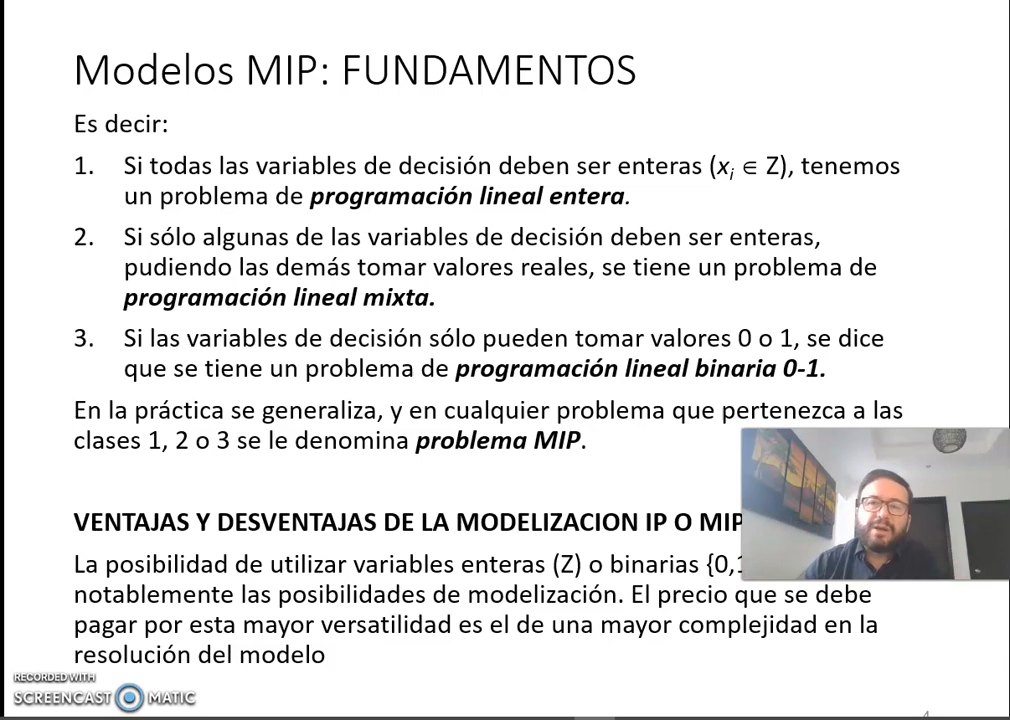 Modelos MIP: FUNDAMENTOS
Es decir:
1. Si todas las variables de decisión deben ser enteras (xᵢ ∈ Z), tenemos
un problema de programación lineal entera.
2. Si sólo algunas de las variables de decisión deben ser enteras,
pudiendo las demás tomar valores reales, se tiene un problema de
programación lineal mixta.
3. Si las variables de decisión sólo pueden tomar valores 0 o 1, se dice
que se tiene un problema de programación lineal binaria 0-1.
En la práctica se generaliza, y en cualquier problema que pertenezca a las
clases 1, 2 o 3 se le denomina problema MIP.
VENTAJAS Y DESVENTAJAS DE LA MODELIZACION IP O MIP
La posibilidad de utilizar variables enteras (Z) o binarias {0,1
notablemente las posibilidades de modelización. El precio que se debe
pagar por esta mayor versatilidad es el de una mayor complejidad en la
resolución del modelo
RECORDED WITH
SCREENCAST MATIC
4